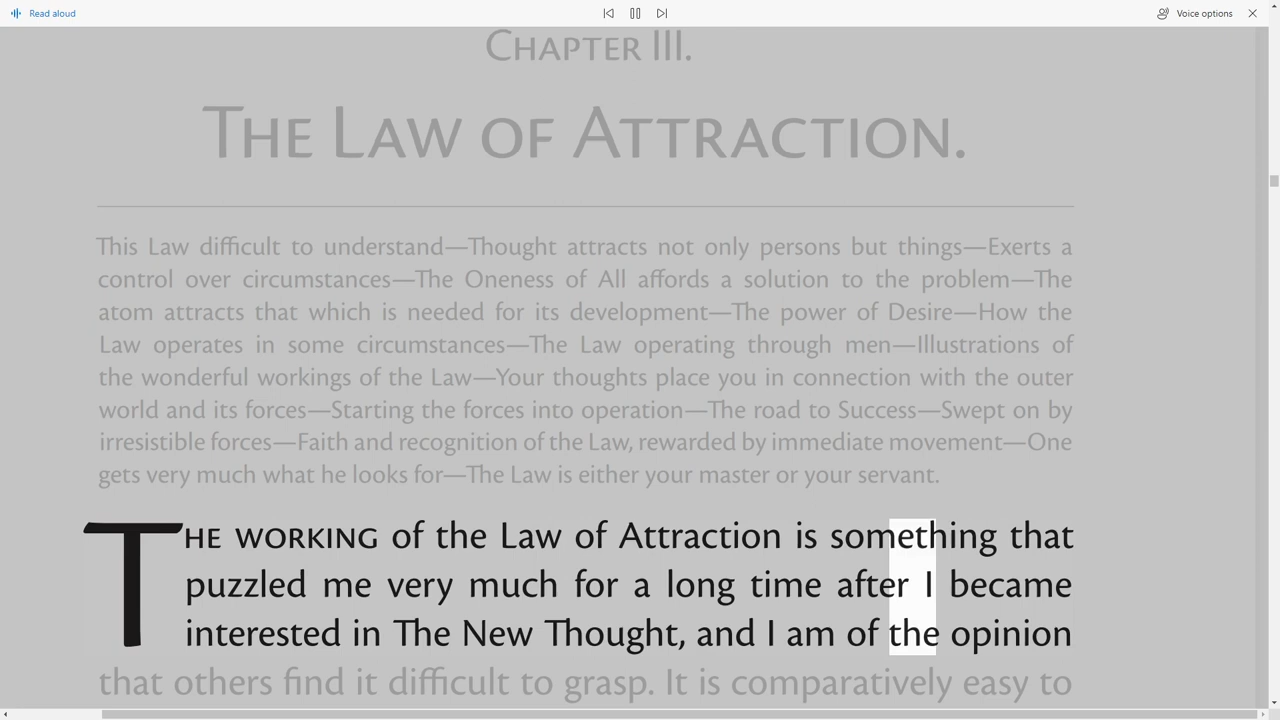 Read aloud
Voice options
CHAPTER III.
THE LAW OF ATTRACTION.
This Law difficult to understand—Thought attracts not only persons but things—Exerts a
control over circumstances—The Oneness of All affords a solution to the problem—The
atom attracts that which is needed for its development—The power of Desire—How the
Law operates in some circumstances—The Law operating through men—Illustrations of
the wonderful workings of the Law—Your thoughts place you in connection with the outer
world and its forces—Starting the forces into operation—The road to Success—Swept on by
irresistible forces—Faith and recognition of the Law, rewarded by immediate movement—One
gets very much what he looks for—The Law is either your master or your servant.
THE WORKING of the Law of Attraction is something that
puzzled me very much for a long time after I became
interested in The New Thought, and I am of the opinion
that others find it difficult to grasp. It is comparatively easy to